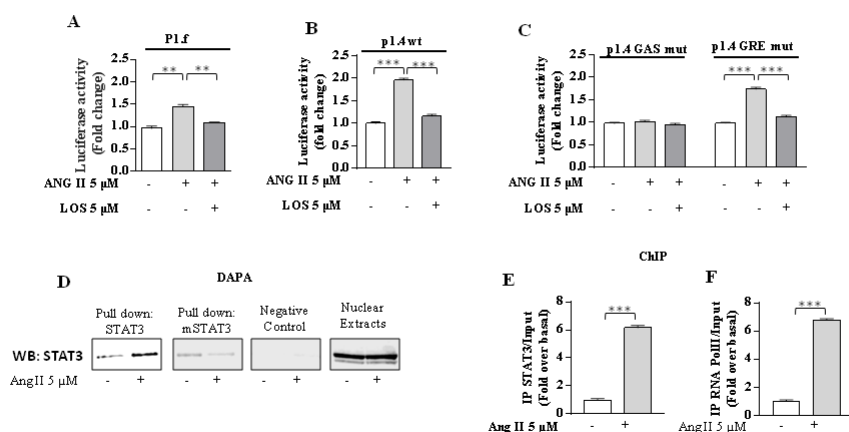 A
P1.f
Luciferase activity
(Fold change)
2.5
2.0
1.5
1.0
0.5
0.0
** **
ANG II 5 µM - + +
LOS 5 µM - - +
B
p1.4 wt
Luciferase activity
(fold change)
2.5
2.0
1.5
1.0
0.5
0.0
*** ***
ANG II 5 µM - + +
LOS 5 µM - - +
C
p1.4 GAS mut p1.4 GRE mut
Luciferase activity
(Fold change)
2.5
2.0
1.5
1.0
0.5
0.0
*** ***
ANG II 5 µM - + + - + +
LOS 5 µM - - + - - +
D
DAPA
Pull down:
STAT3
Pull down:
mSTAT3
Negative
Control
Nuclear
Extracts
WB: STAT3
AngII 5 µM - + - + - + - +
ChIP
E
IP STAT3/Input
(Fold over basal)
8
6
4
2
0
***
Ang II 5 µM - +
F
IP RNA PolII/Input
(Fold over basal)
8
6
4
2
0
***
AngII 5 µM - +